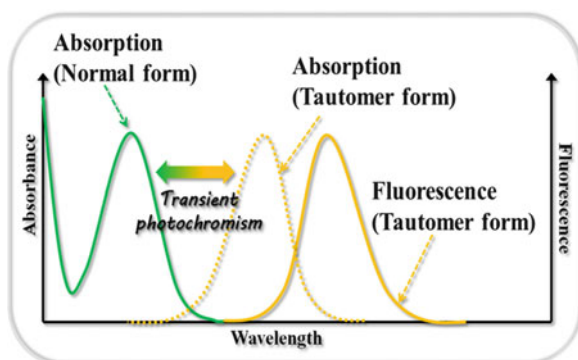 Absorption
(Normal form)
Absorption
(Tautomer form)
Transient
photochromism
Fluorescence
(Tautomer form)
Absorbance
Fluorescence
Wavelength